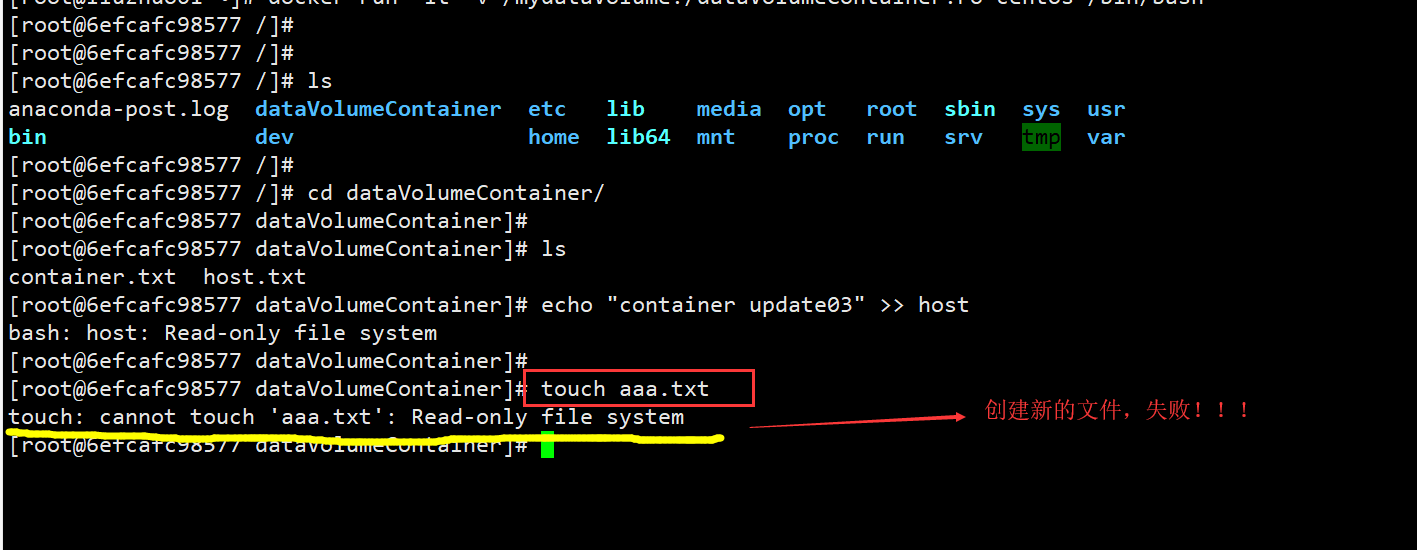 docker run -it -v /mydataVolume:/dataVolumeContainer:ro centos /bin/bash
[root@6efcafc98577 /]#
[root@6efcafc98577 /]#
[root@6efcafc98577 /]# ls
anaconda-post.log dataVolumeContainer etc lib media opt root sbin sys usr
bin dev home lib64 mnt proc run srv tmp var
[root@6efcafc98577 /]#
[root@6efcafc98577 /]# cd dataVolumeContainer/
[root@6efcafc98577 dataVolumeContainer]#
[root@6efcafc98577 dataVolumeContainer]# ls
container.txt host.txt
[root@6efcafc98577 dataVolumeContainer]# echo "container update03" >> host
bash: host: Read-only file system
[root@6efcafc98577 dataVolumeContainer]#
[root@6efcafc98577 dataVolumeContainer]# touch aaa.txt
touch: cannot touch 'aaa.txt': Read-only file system
创建新的文件，失败！！！
[root@6efcafc98577 dataVolumeContainer]#